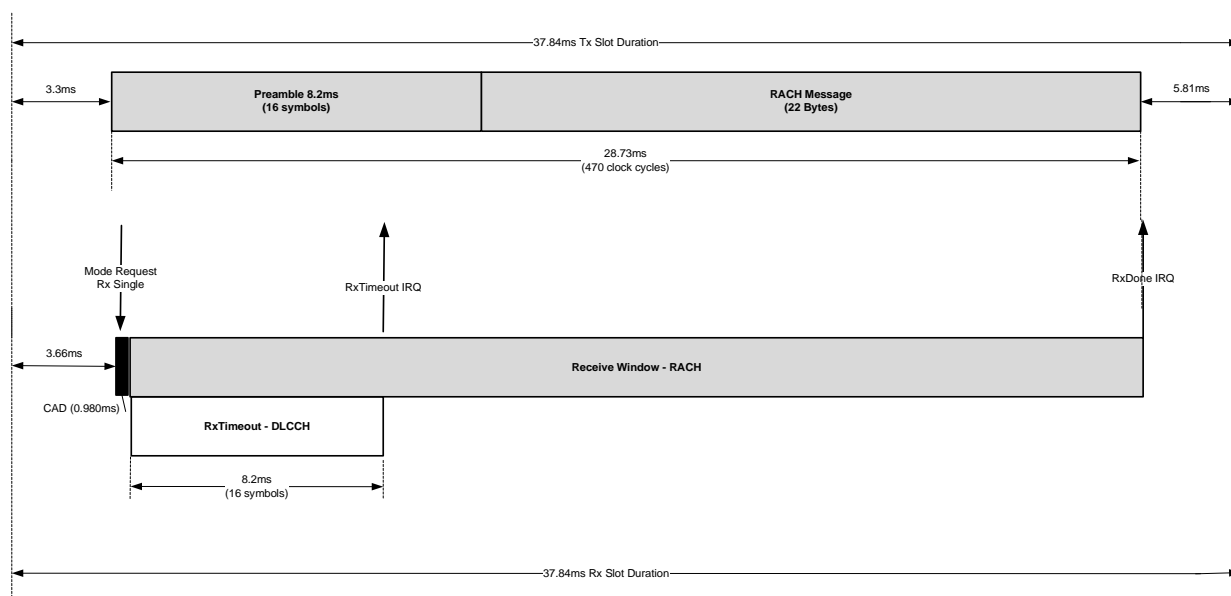 37.84ms Tx Slot Duration
3.3ms
Preamble 8.2ms
(16 symbols)
RACH Message
(22 Bytes)
5.81ms
28.73ms
(470 clock cycles)
Mode Request
Rx Single
RxTimeout IRQ
RxDone IRQ
3.66ms
Receive Window - RACH
CAD (0.980ms)
RxTimeout - DLCCH
8.2ms
(16 symbols)
37.84ms Rx Slot Duration